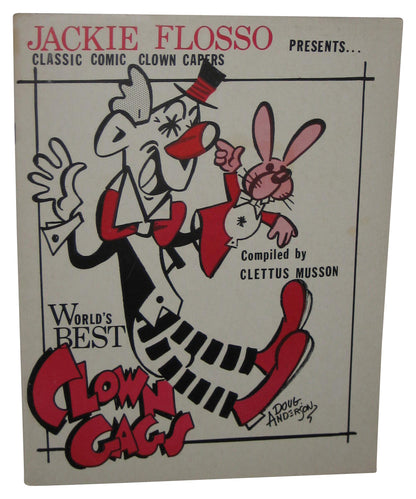 JACKIE FLOSSO PRESENTS...
CLASSIC COMIC CLOWN CAPERS
Compiled by
CLETTUS MUSSON
WORLD'S
BEST
CLOWN
GAGS
DOUG
ANDERSON